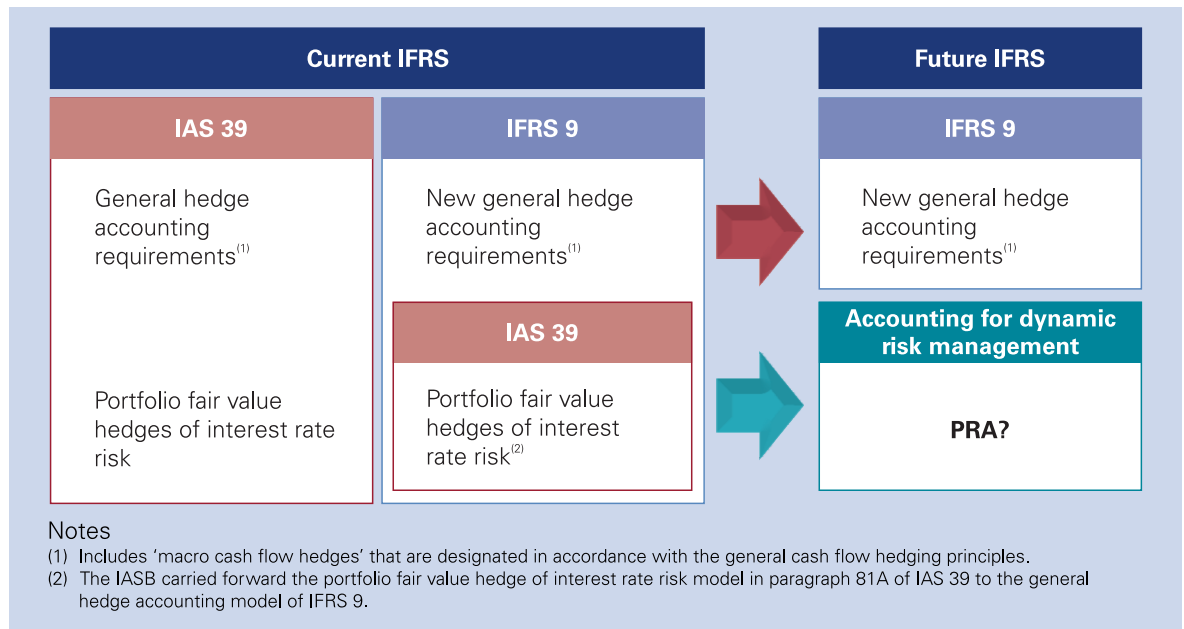 Current IFRS
IAS 39
General hedge
accounting
requirements(1)
Portfolio fair value
hedges of interest rate
risk
IFRS 9
New general hedge
accounting
requirements(1)
IAS 39
Portfolio fair value
hedges of interest
rate risk(2)
Future IFRS
IFRS 9
New general hedge
accounting
requirements(1)
Accounting for dynamic
risk management
PRA?
Notes
(1) Includes ‘macro cash flow hedges’ that are designated in accordance with the general cash flow hedging principles.
(2) The IASB carried forward the portfolio fair value hedge of interest rate risk model in paragraph 81A of IAS 39 to the general
hedge accounting model of IFRS 9.